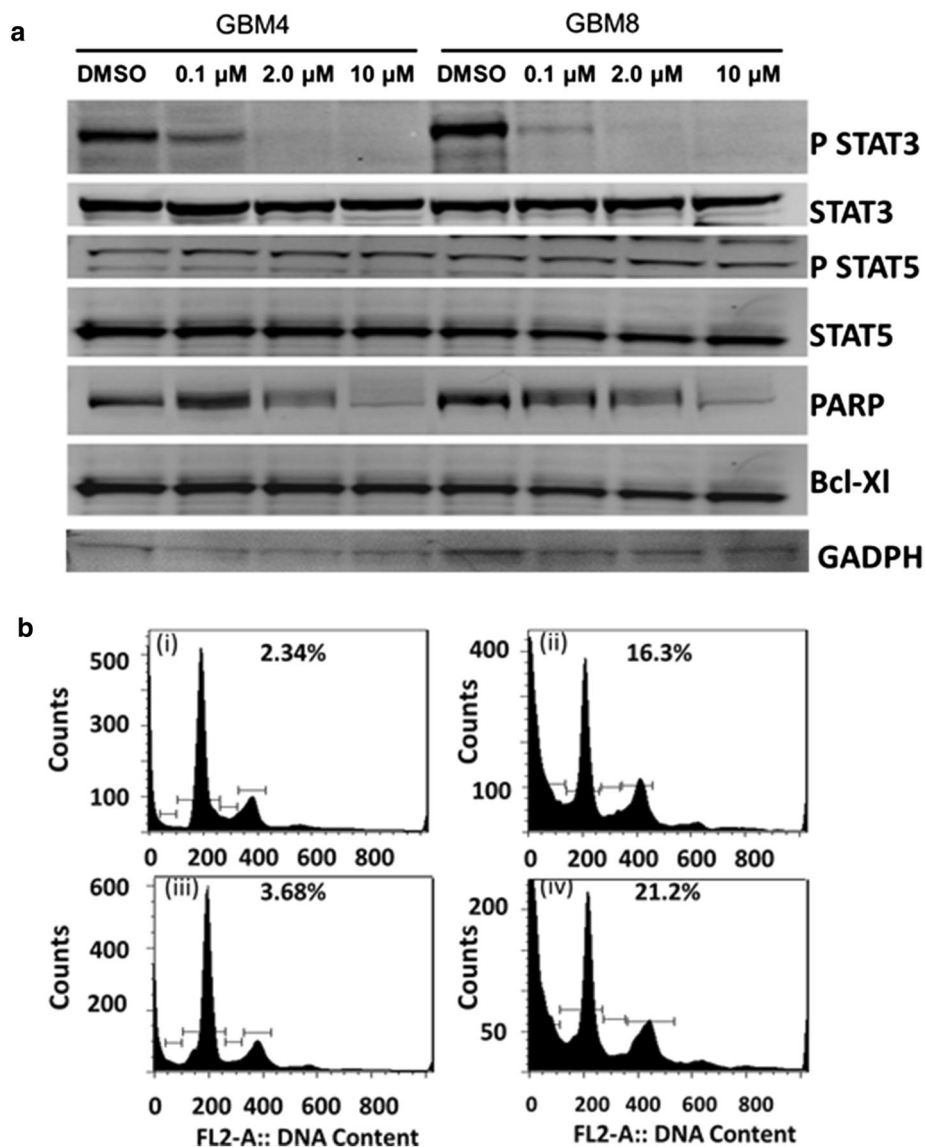 a
GBM4 GBM8
DMSO 0.1 µM 2.0 µM 10 µM DMSO 0.1 µM 2.0 µM 10 µM
P STAT3
STAT3
P STAT5
STAT5
PARP
Bcl-Xl
GADPH
b
(i) 2.34%
500
300
100
Counts
0 200 400 600 800
(ii) 16.3%
400
100
Counts
0 200 400 600 800
(iii) 3.68%
600
400
200
Counts
0 200 400 600 800
FL2-A:: DNA Content
(iv) 21.2%
200
50
Counts
0 200 400 600 800
FL2-A:: DNA Content